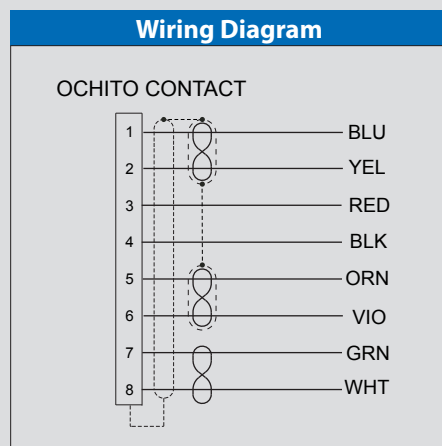 Wiring Diagram
OCHITO CONTACT
1 BLU
2 YEL
3 RED
4 BLK
5 ORN
6 VIO
7 GRN
8 WHT